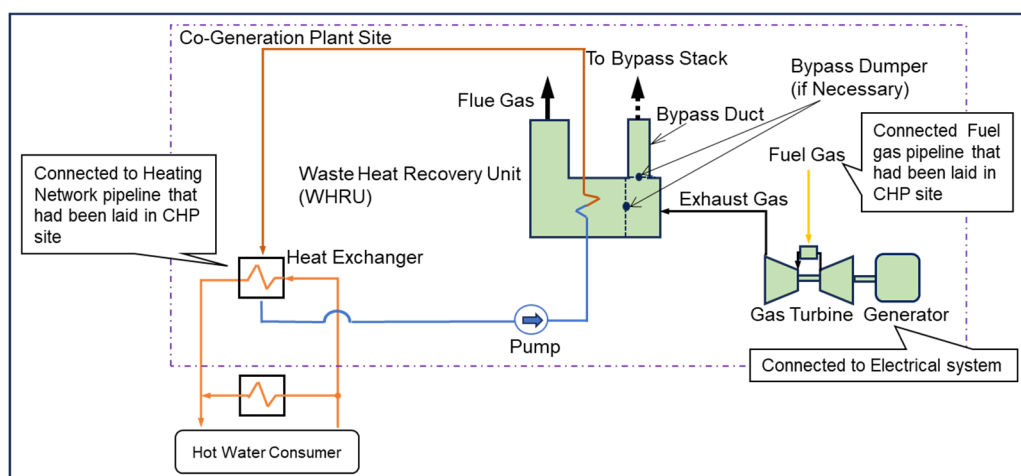 Co-Generation Plant Site
To Bypass Stack
Bypass Dumper
(if Necessary)
Flue Gas
Bypass Duct
Connected Fuel
gas pipeline that
had been laid in
CHP site
Fuel Gas
Connected to Heating
Network pipeline that
had been laid in CHP
site
Waste Heat Recovery Unit
(WHRU)
Exhaust Gas
Heat Exchanger
Gas Turbine
Generator
Pump
Connected to Electrical system
Hot Water Consumer